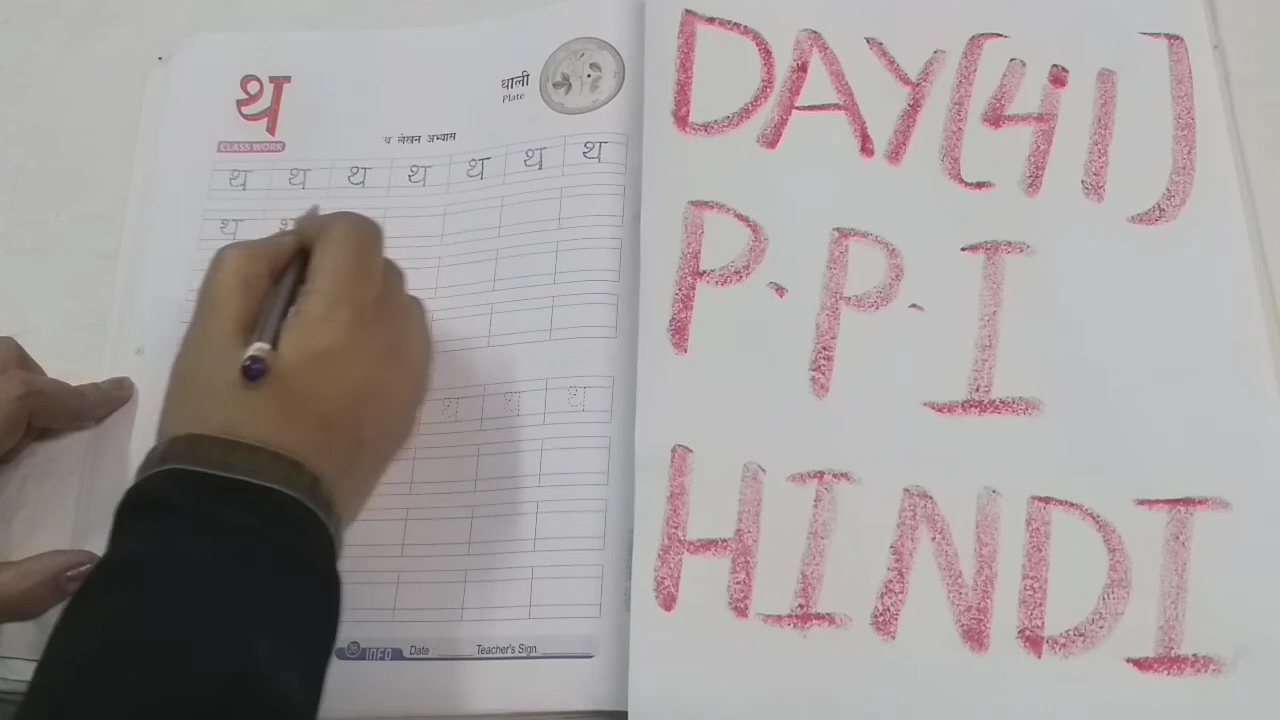 थ
थाली
Plate
CLASS WORK
'थ' लेखन अभ्यास
थ थ थ थ थ थ थ
थ थ
थ थ थ
INFO Date Teacher's Sign.
DAY(41)
P.P.I
HINDI